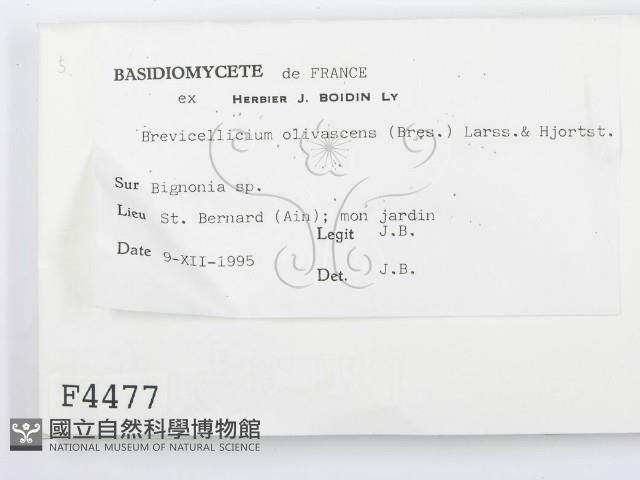 5.
BASIDIOMYCETE de FRANCE
ex HERBIER J. BOIDIN LY
Brevicellicium olivascens (Bres.) Larss.& Hjortst.
Sur Bignonia sp.
Lieu St. Bernard (Ain); mon jardin
Legit J.B.
Date 9-XII-1995
Det. J.B.
F4477
國立自然科學博物館
NATIONAL MUSEUM OF NATURAL SCIENCE